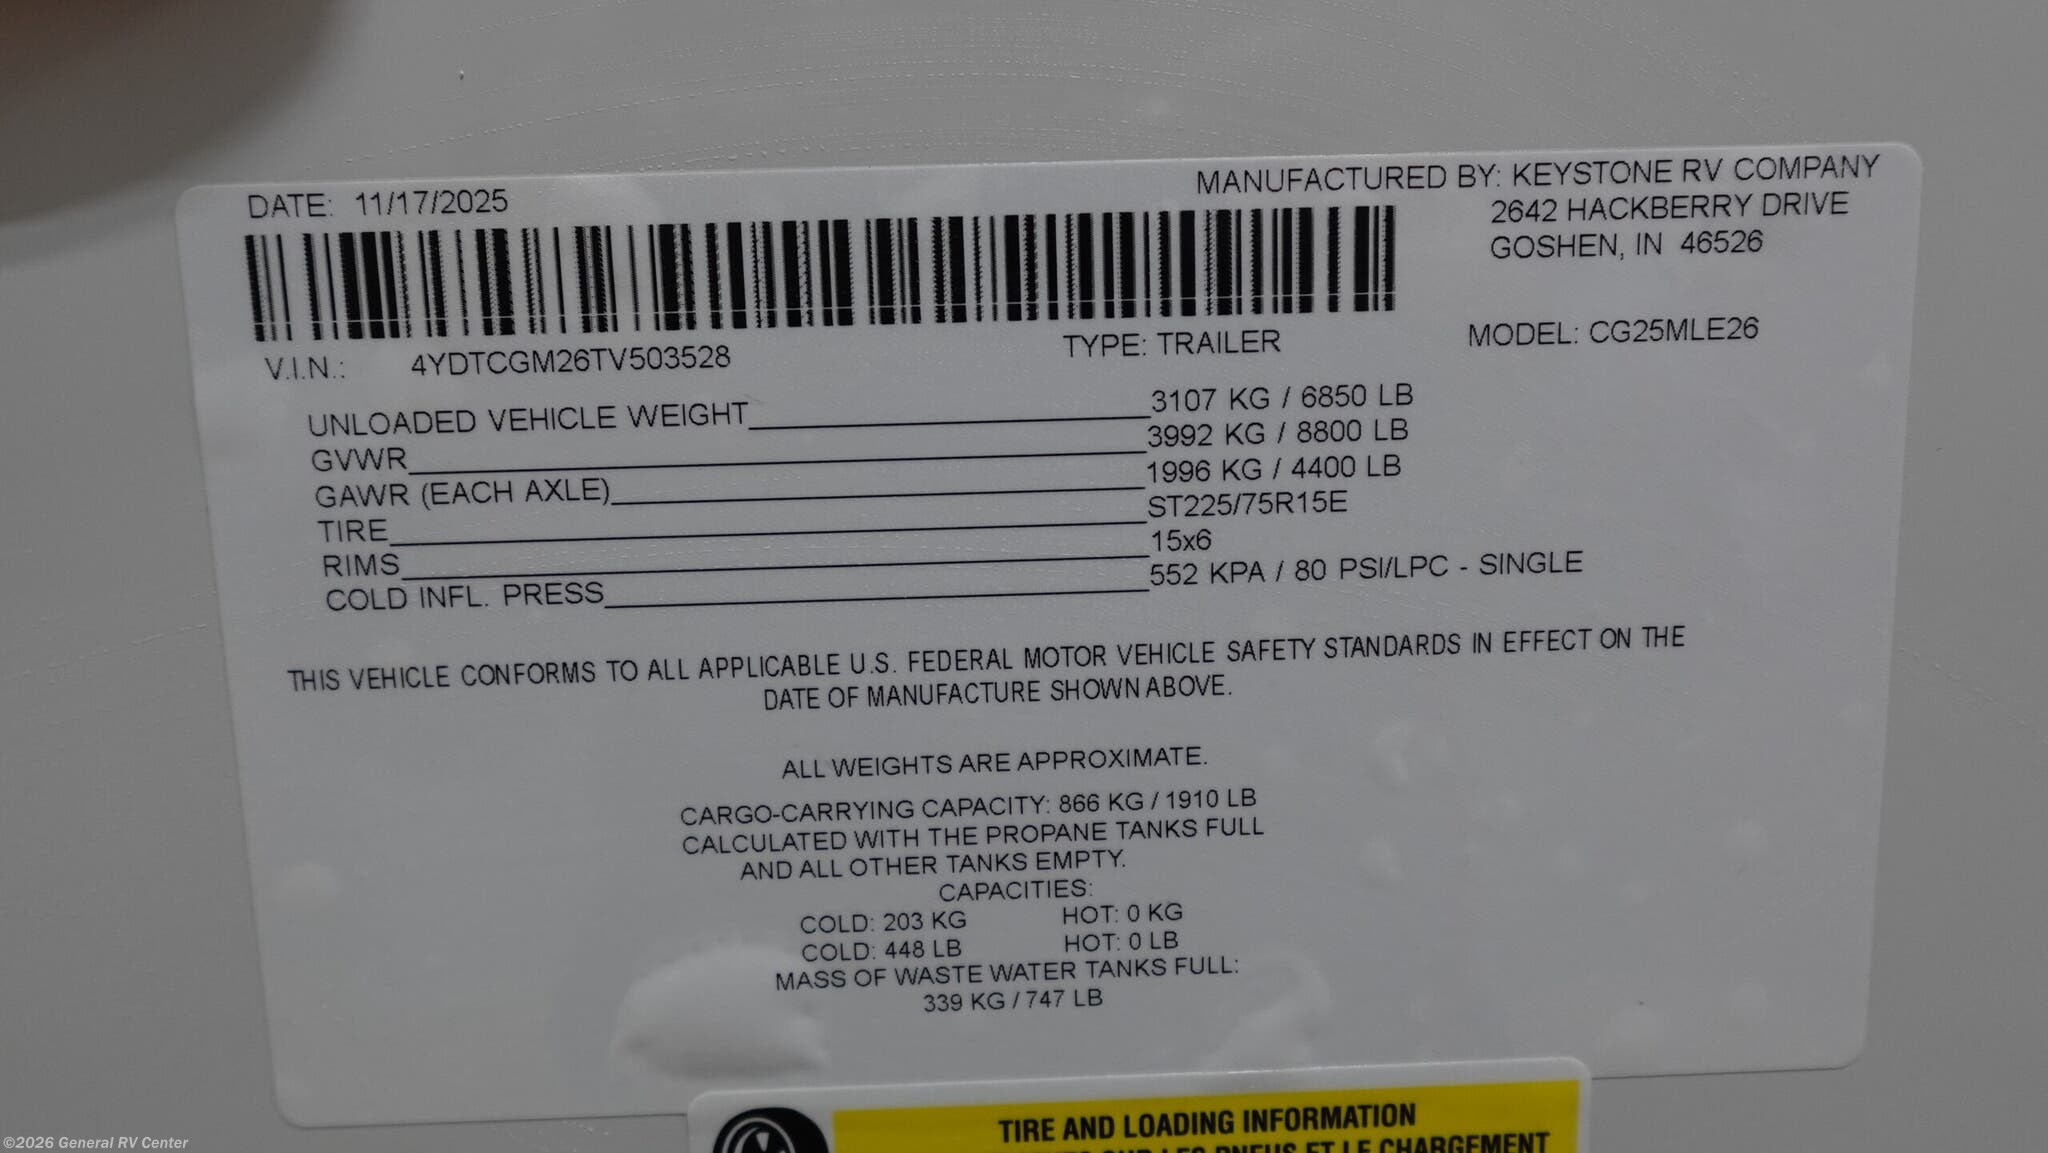 DATE: 11/17/2025
MANUFACTURED BY: KEYSTONE RV COMPANY
2642 HACKBERRY DRIVE
GOSHEN, IN 46526
V.I.N.: 4YDTCGM26TV503528 TYPE: TRAILER MODEL: CG25MLE26
UNLOADED VEHICLE WEIGHT 3107 KG / 6850 LB
GVWR 3992 KG / 8800 LB
GAWR (EACH AXLE) 1996 KG / 4400 LB
TIRE ST225/75R15E
RIMS 15x6
COLD INFL. PRESS 552 KPA / 80 PSI/LPC - SINGLE
THIS VEHICLE CONFORMS TO ALL APPLICABLE U.S. FEDERAL MOTOR VEHICLE SAFETY STANDARDS IN EFFECT ON THE
DATE OF MANUFACTURE SHOWN ABOVE.
ALL WEIGHTS ARE APPROXIMATE.
CARGO-CARRYING CAPACITY: 866 KG / 1910 LB
CALCULATED WITH THE PROPANE TANKS FULL
AND ALL OTHER TANKS EMPTY.
CAPACITIES:
COLD: 203 KG HOT: 0 KG
COLD: 448 LB HOT: 0 LB
MASS OF WASTE WATER TANKS FULL:
339 KG / 747 LB
TIRE AND LOADING INFORMATION
SUR LES PNEUS ET LE CHARGEMENT
©2026 General RV Center